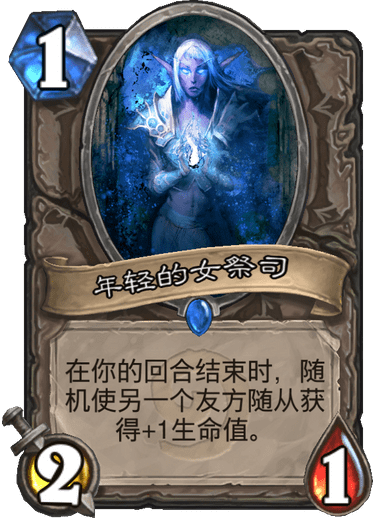 1
年轻的女祭司
在你的回合结束时，随
机使另一个友方随从获
得+1生命值。
2
1